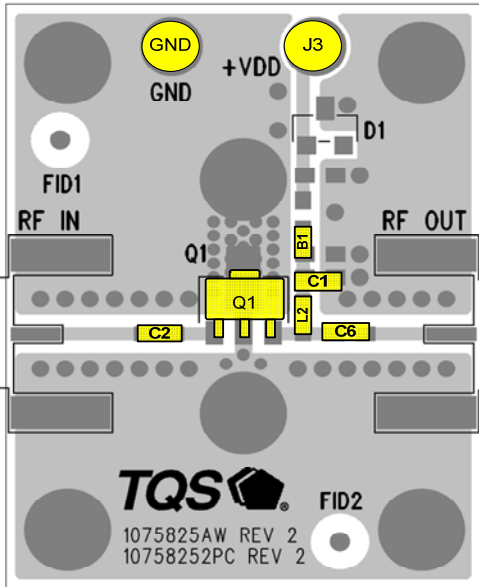 GND
J3
+VDD
GND
D1
FID1
RF IN
RF OUT
B1
Q1
C1
Q1
L2
C2
C6
TQS
FID2
1075825AW REV 2
10758252PC REV 2